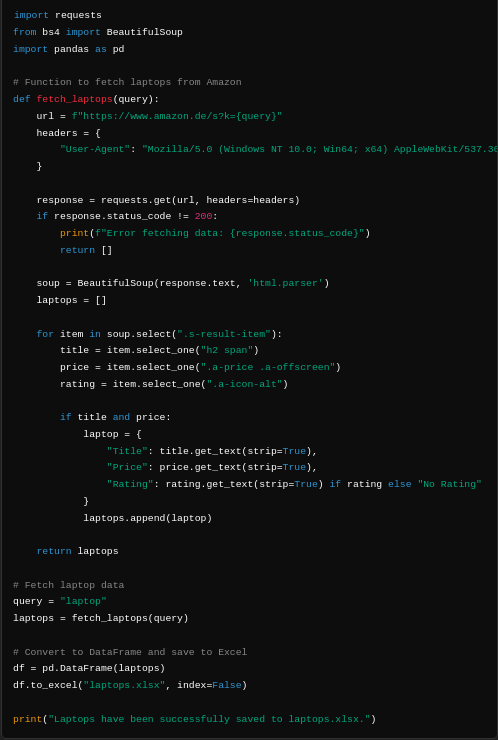 import requests
from bs4 import BeautifulSoup
import pandas as pd

# Function to fetch laptops from Amazon
def fetch_laptops(query):
    url = f"https://www.amazon.de/s?k={query}"
    headers = {
        "User-Agent": "Mozilla/5.0 (Windows NT 10.0; Win64; x64) AppleWebKit/537.36
    }

    response = requests.get(url, headers=headers)
    if response.status_code != 200:
        print(f"Error fetching data: {response.status_code}")
        return []

    soup = BeautifulSoup(response.text, 'html.parser')
    laptops = []

    for item in soup.select(".s-result-item"):
        title = item.select_one("h2 span")
        price = item.select_one(".a-price .a-offscreen")
        rating = item.select_one(".a-icon-alt")

        if title and price:
            laptop = {
                "Title": title.get_text(strip=True),
                "Price": price.get_text(strip=True),
                "Rating": rating.get_text(strip=True) if rating else "No Rating"
            }
            laptops.append(laptop)

    return laptops

# Fetch laptop data
query = "laptop"
laptops = fetch_laptops(query)

# Convert to DataFrame and save to Excel
df = pd.DataFrame(laptops)
df.to_excel("laptops.xlsx", index=False)

print("Laptops have been successfully saved to laptops.xlsx.")